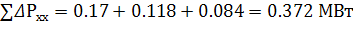 ∑ΔPхх = 0.17 + 0.118 + 0.084 = 0.372 МВт